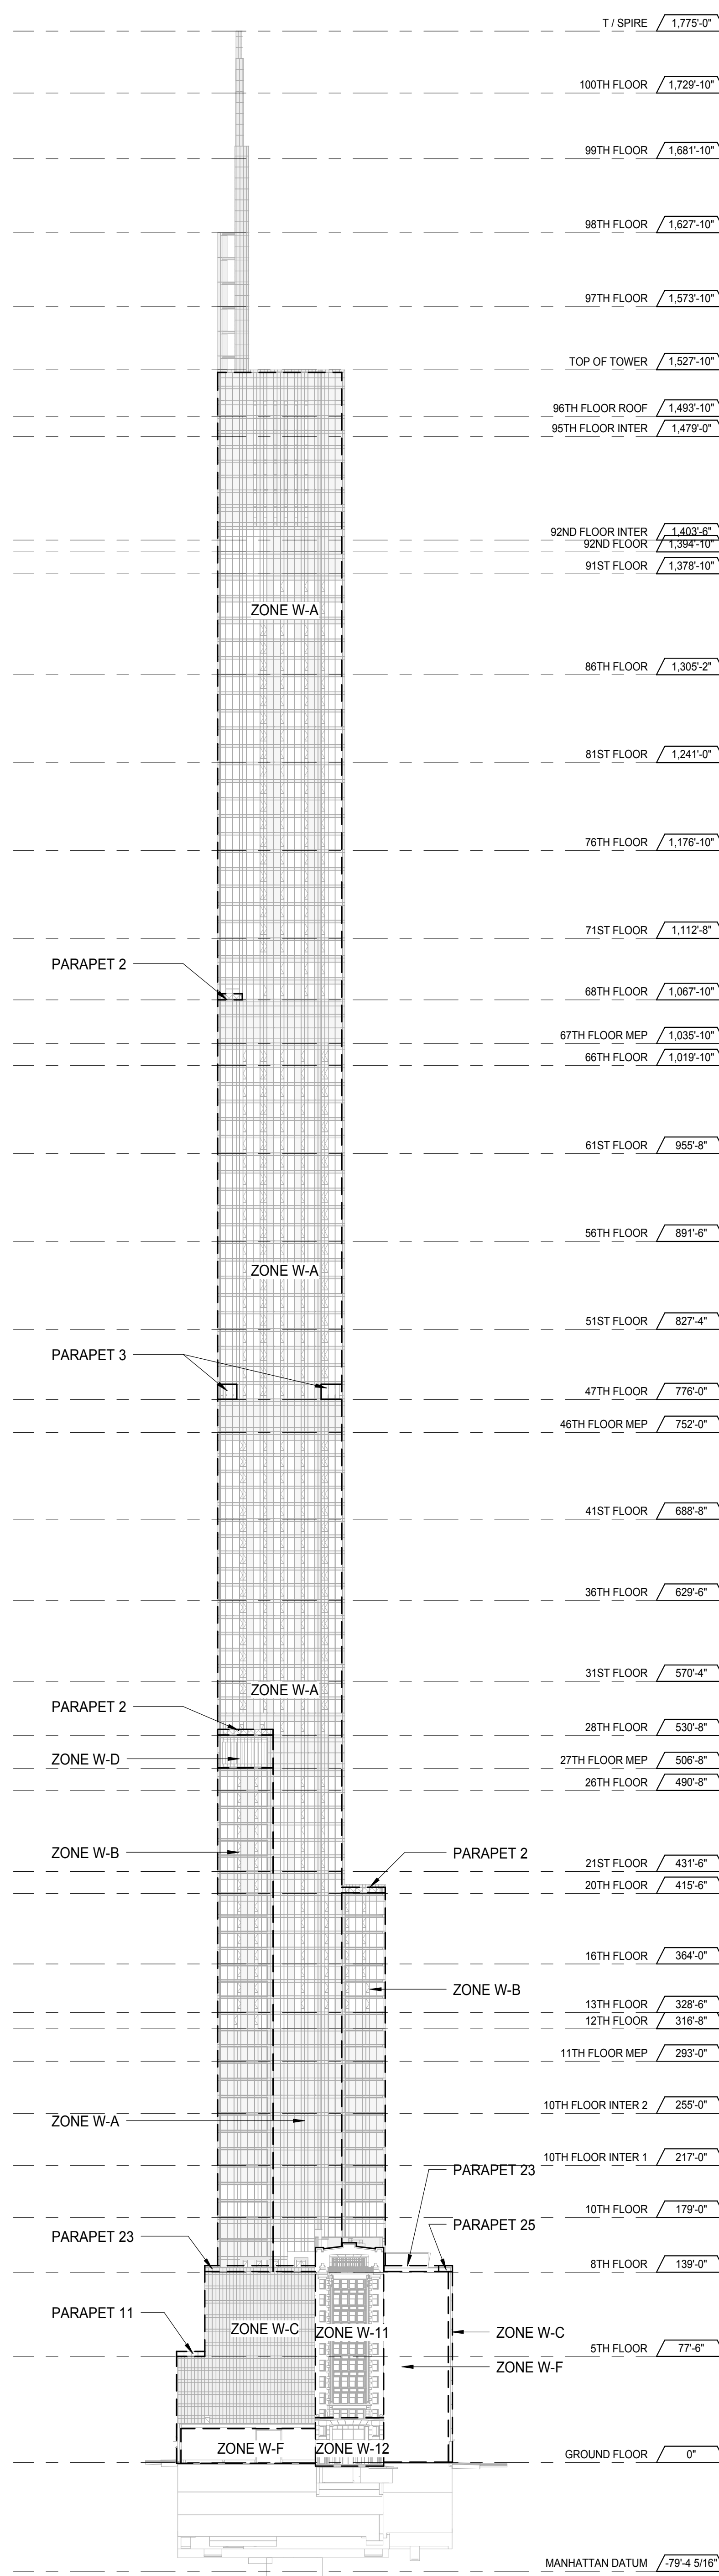 T / SPIRE 1,775'-0"
100TH FLOOR 1,729'-10"
99TH FLOOR 1,681'-10"
98TH FLOOR 1,627'-10"
97TH FLOOR 1,573'-10"
TOP OF TOWER 1,527'-10"
96TH FLOOR ROOF 1,493'-10"
95TH FLOOR INTER 1,479'-0"
92ND FLOOR INTER 1,403'-6"
92ND FLOOR 1,394'-10"
91ST FLOOR 1,378'-10"
ZONE W-A
86TH FLOOR 1,305'-2"
81ST FLOOR 1,241'-0"
76TH FLOOR 1,176'-10"
71ST FLOOR 1,112'-8"
PARAPET 2
68TH FLOOR 1,067'-10"
67TH FLOOR MEP 1,035'-10"
66TH FLOOR 1,019'-10"
61ST FLOOR 955'-8"
56TH FLOOR 891'-6"
ZONE W-A
51ST FLOOR 827'-4"
PARAPET 3
47TH FLOOR 776'-0"
46TH FLOOR MEP 752'-0"
41ST FLOOR 688'-8"
36TH FLOOR 629'-6"
31ST FLOOR 570'-4"
ZONE W-A
PARAPET 2
28TH FLOOR 530'-8"
ZONE W-D
27TH FLOOR MEP 506'-8"
26TH FLOOR 490'-8"
ZONE W-B
PARAPET 2
21ST FLOOR 431'-6"
20TH FLOOR 415'-6"
16TH FLOOR 364'-0"
ZONE W-B
13TH FLOOR 328'-6"
12TH FLOOR 316'-8"
11TH FLOOR MEP 293'-0"
10TH FLOOR INTER 2 255'-0"
ZONE W-A
10TH FLOOR INTER 1 217'-0"
PARAPET 23
10TH FLOOR 179'-0"
PARAPET 25
PARAPET 23
8TH FLOOR 139'-0"
PARAPET 11
ZONE W-C
ZONE W-11
ZONE W-C
5TH FLOOR 77'-6"
ZONE W-F
ZONE W-F
ZONE W-12
GROUND FLOOR 0"
MANHATTAN DATUM -79'-4 5/16"